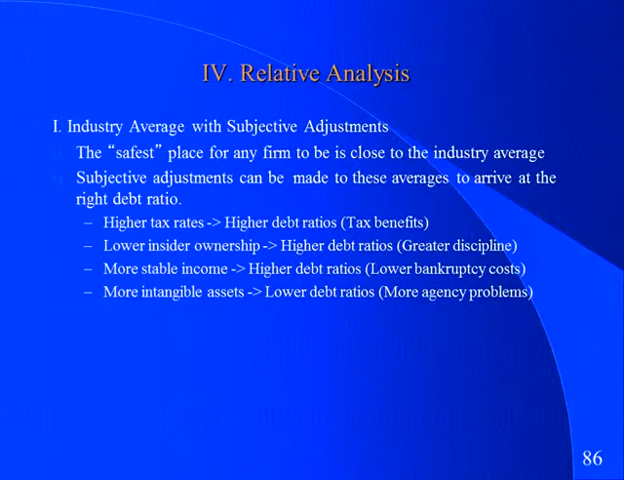 IV. Relative Analysis
I. Industry Average with Subjective Adjustments
The “safest” place for any firm to be is close to the industry average
Subjective adjustments can be made to these averages to arrive at the
right debt ratio.
– Higher tax rates -> Higher debt ratios (Tax benefits)
– Lower insider ownership -> Higher debt ratios (Greater discipline)
– More stable income -> Higher debt ratios (Lower bankruptcy costs)
– More intangible assets -> Lower debt ratios (More agency problems)
86